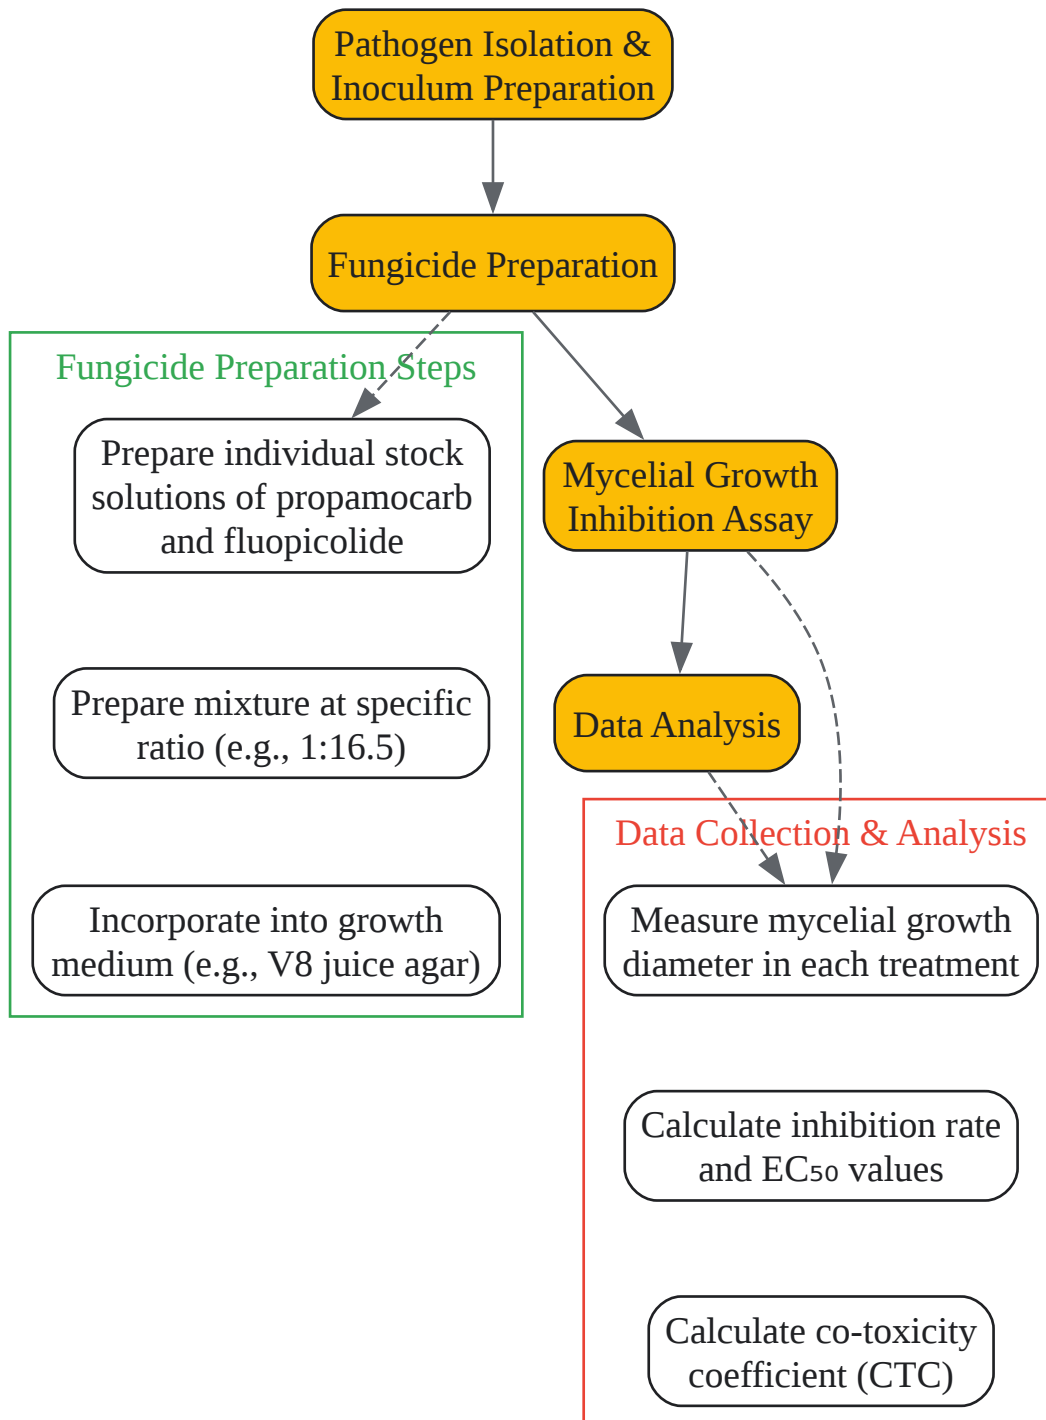 Pathogen Isolation &
Inoculum Preparation
Fungicide Preparation
Fungicide Preparation Steps
Prepare individual stock
solutions of propamocarb
and fluopicolide
Mycelial Growth
Inhibition Assay
Prepare mixture at specific
ratio (e.g., 1:16.5)
Data Analysis
Data Collection & Analysis
Incorporate into growth
medium (e.g., V8 juice agar)
Measure mycelial growth
diameter in each treatment
Calculate inhibition rate
and EC₅₀ values
Calculate co-toxicity
coefficient (CTC)